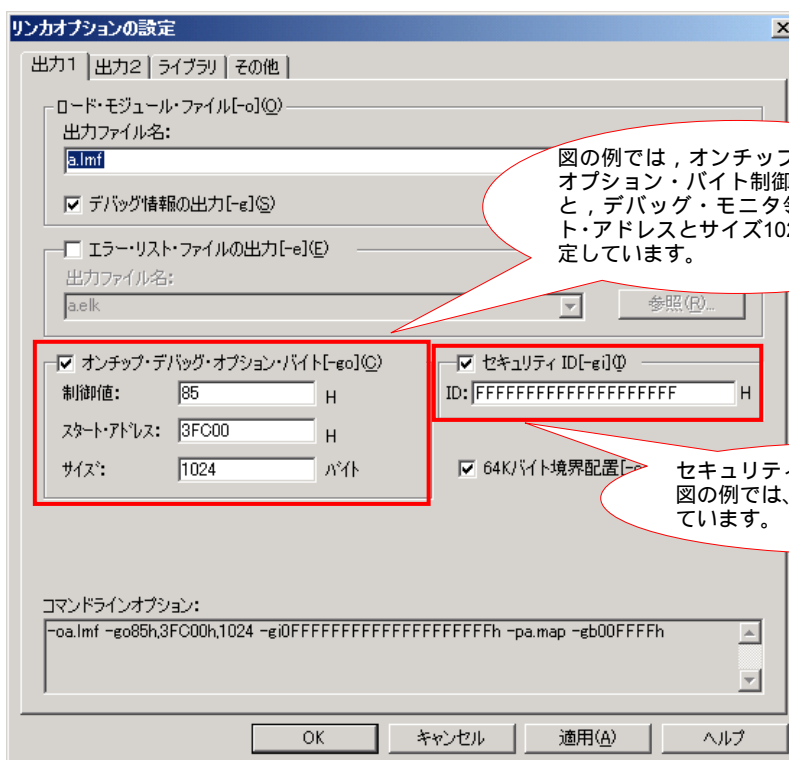 リンカオプションの設定
出力1 出力2 ライブラリ その他
ロード・モジュール・ファイル[-o](O)
出力ファイル名:
a.lmf
デバッグ情報の出力[-g](S)
エラー・リスト・ファイルの出力[-e](E)
出力ファイル名:
a.elk
参照(R)...
図の例では，オンチップ
オプション・バイト制御
と，デバッグ・モニタ
ト・アドレスとサイズ102
定しています。
オンチップ・デバッグ・オプション・バイト[-go](C)
制御値: 85 H
スタート・アドレス: 3FC00 H
サイズ: 1024 バイト
セキュリティ ID[-gi](I)
ID: FFFFFFFFFFFFFFFFFFFF H
64Kバイト境界配置
セキュリティ
図の例では、
ています。
コマンドラインオプション:
-oa.lmf -go85h,3FC00h,1024 -gi0FFFFFFFFFFFFFFFFFFFFh -pa.map -gb00FFFFh
OK キャンセル 適用(A) ヘルプ